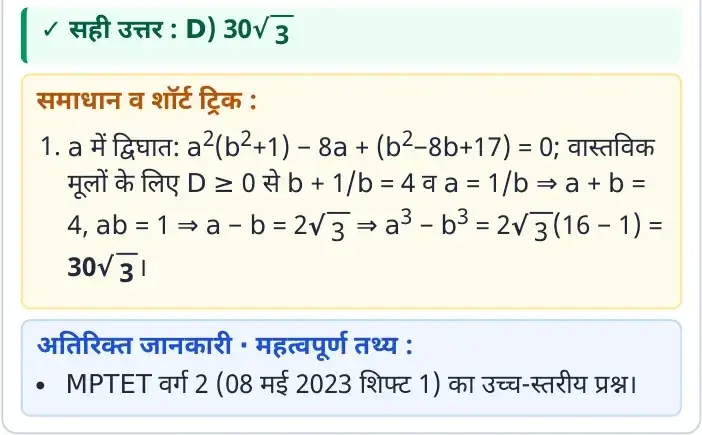 ✓ सही उत्तर : D) 30√3
समाधान व शॉर्ट ट्रिक :
1. a में द्विघात: a²(b²+1) − 8a + (b²−8b+17) = 0; वास्तविक
मूलों के लिए D ≥ 0 से b + 1/b = 4 व a = 1/b ⇒ a + b =
4, ab = 1 ⇒ a − b = 2√3 ⇒ a³ − b³ = 2√3(16 − 1) =
30√3।
अतिरिक्त जानकारी · महत्वपूर्ण तथ्य :
• MPTET वर्ग 2 (08 मई 2023 शिफ्ट 1) का उच्च-स्तरीय प्रश्न।